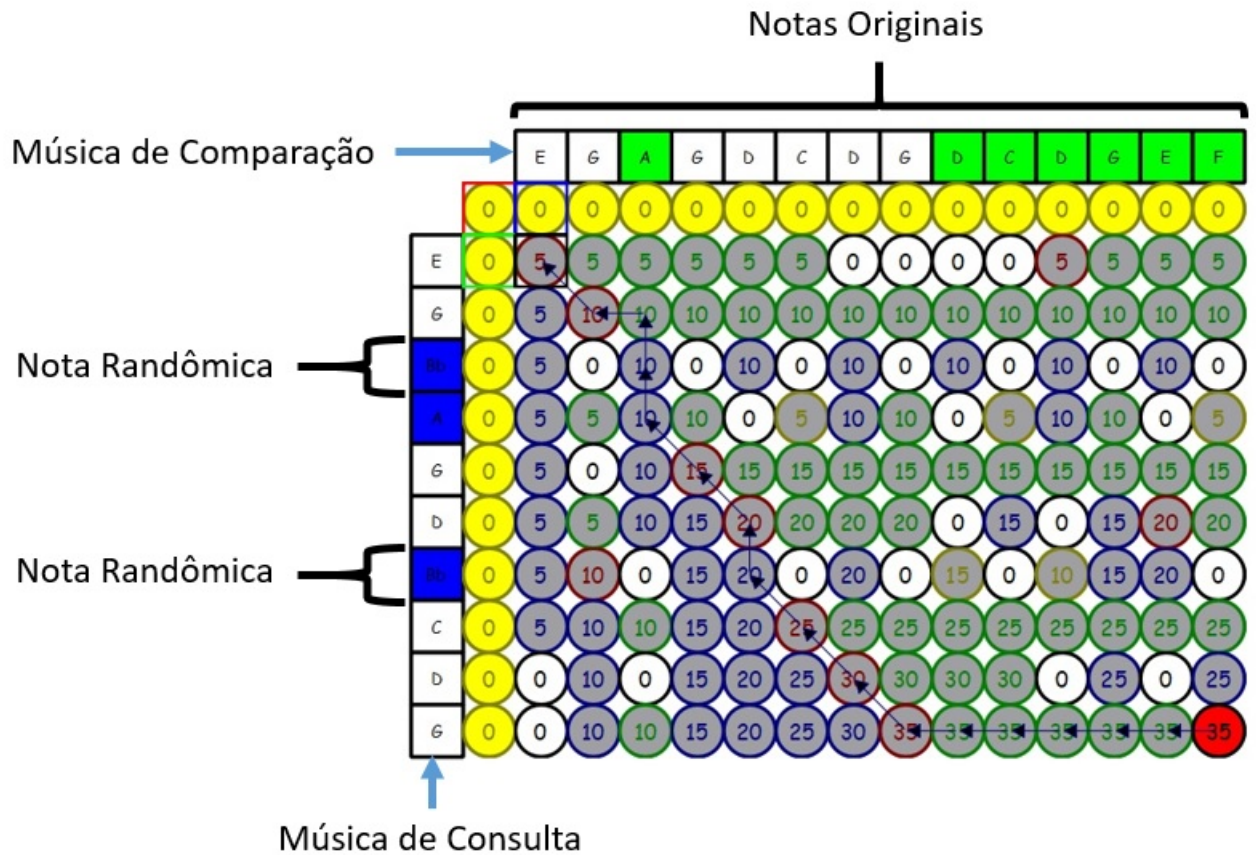 Notas Originais
Música de Comparação
E G A G D C D G D C D G E F
0 0 0 0 0 0 0 0 0 0 0 0 0 0 0
E 0 5 5 5 5 5 5 0 0 0 0 5 5 5 5
G 0 5 10 10 10 10 10 10 10 10 10 10 10 10 10
Nota Randômica
Bb 0 5 0 10 0 10 0 10 0 10 0 10 0 10 0
A 0 5 5 10 10 0 5 10 10 0 5 10 10 0 5
G 0 5 0 10 15 15 15 15 15 15 15 15 15 15 15
D 0 5 5 10 15 20 20 20 20 0 15 0 15 20 20
Nota Randômica
Bb 0 5 10 0 15 20 0 20 0 15 0 10 15 20 0
C 0 5 10 10 15 20 25 25 25 25 25 25 25 25 25
D 0 0 10 0 15 20 25 30 30 30 30 0 25 0 25
G 0 0 10 10 15 20 25 30 35 35 35 35 35 35 35
Música de Consulta